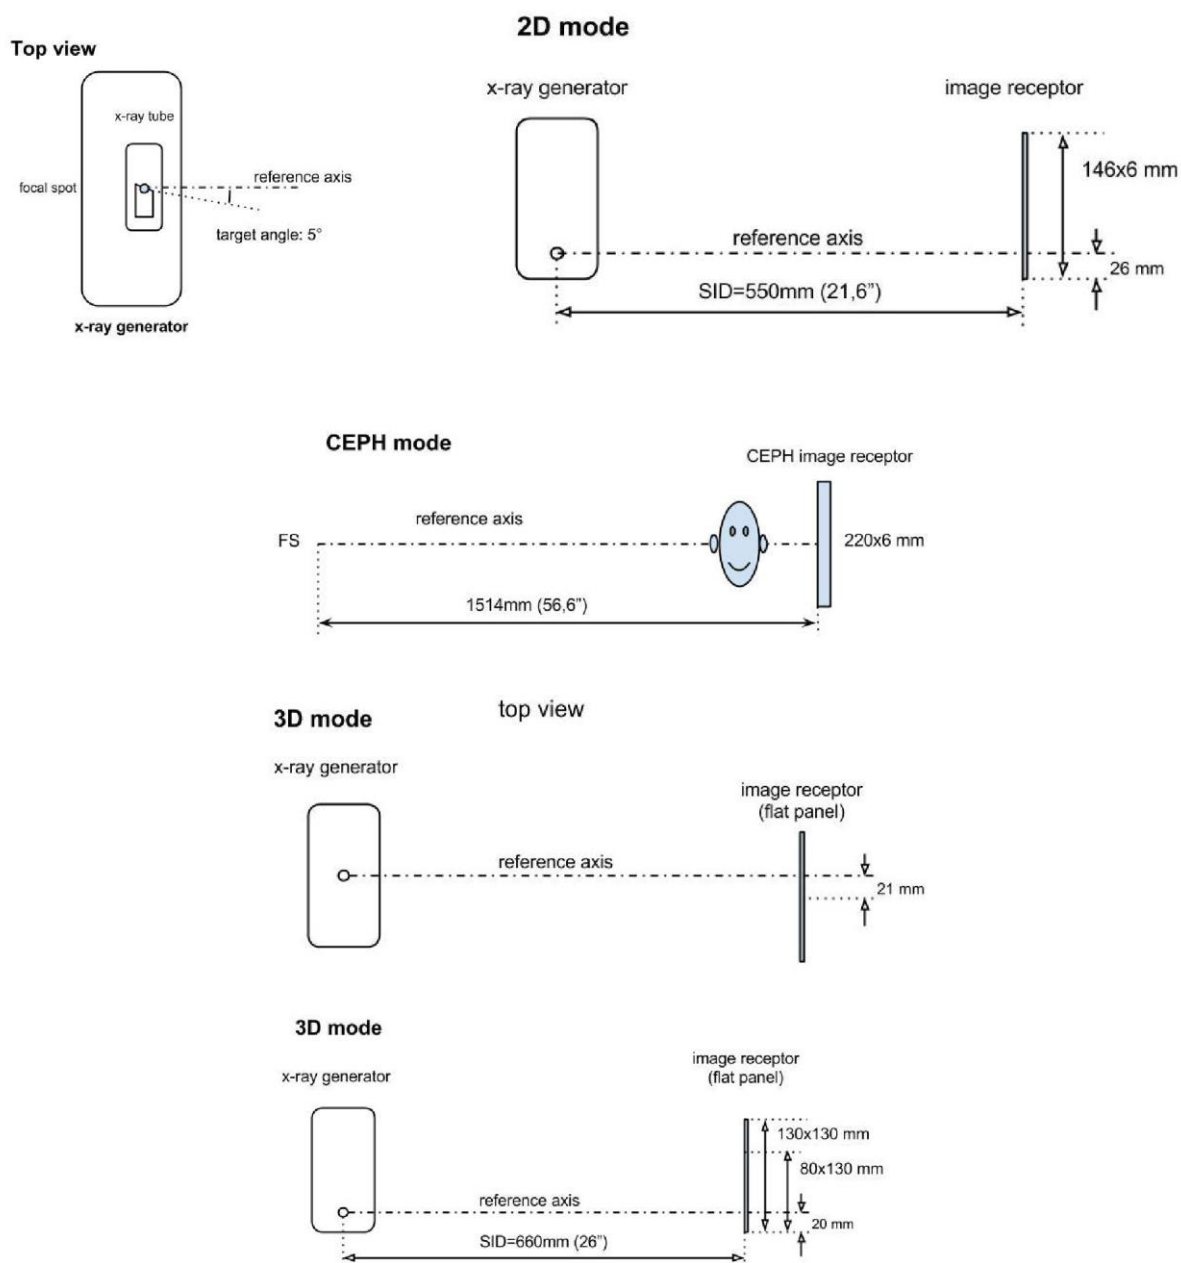 2D mode
Top view
x-ray tube
focal spot
reference axis
target angle: 5°
x-ray generator
x-ray generator
image receptor
146x6 mm
reference axis
26 mm
SID=550mm (21,6”)
CEPH mode
CEPH image receptor
reference axis
FS
220x6 mm
1514mm (56,6”)
3D mode
top view
x-ray generator
image receptor
(flat panel)
reference axis
21 mm
3D mode
x-ray generator
image receptor
(flat panel)
130x130 mm
80x130 mm
reference axis
20 mm
SID=660mm (26”)